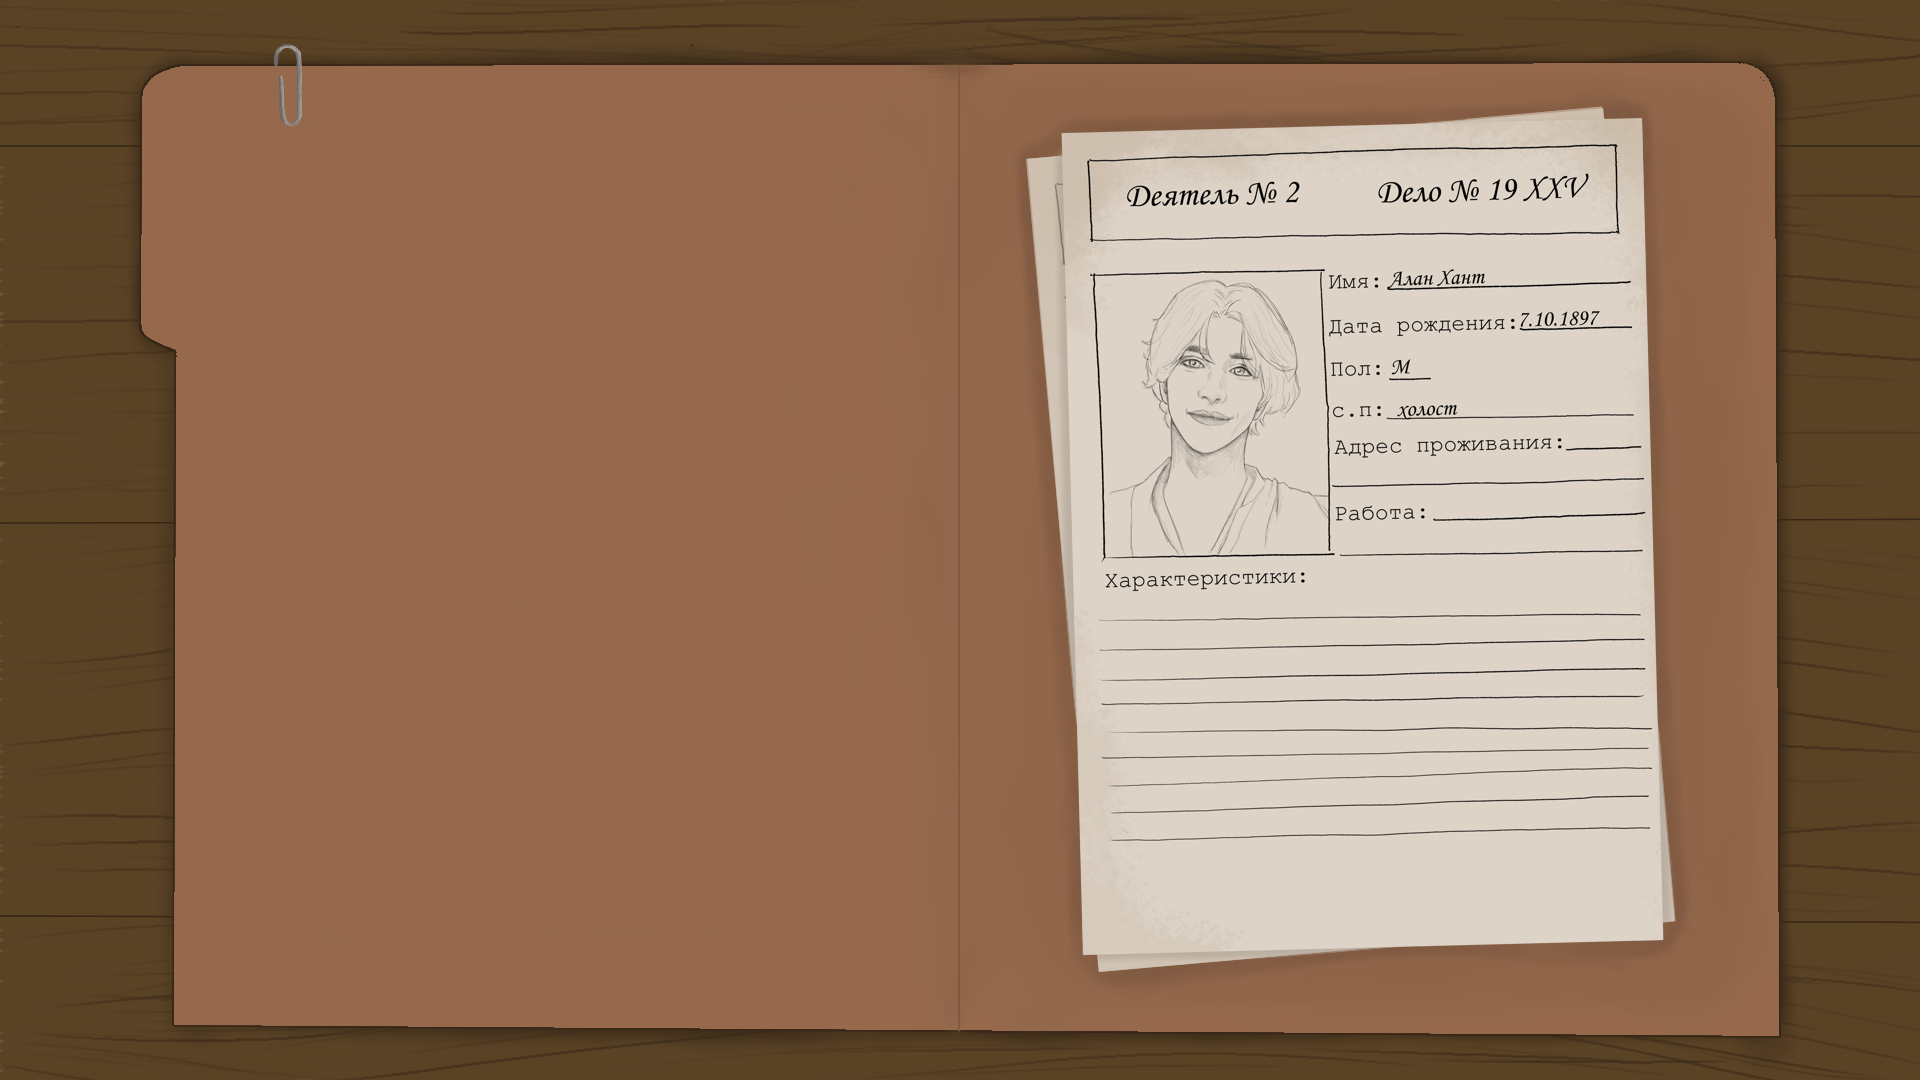 Деятель № 2 Дело № 19 XXV
Имя: Алан Хант
Дата рождения: 7.10.1897
Пол: М
с.п: холост
Адрес проживания:
Работа:
Характеристики: